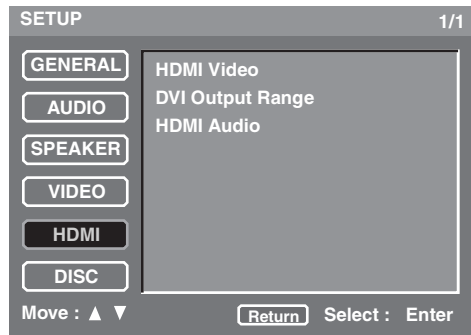 SETUP 1/1
GENERAL
AUDIO
SPEAKER
VIDEO
HDMI
DISC
HDMI Video
DVI Output Range
HDMI Audio
Move : ▲ ▼ Return Select : Enter